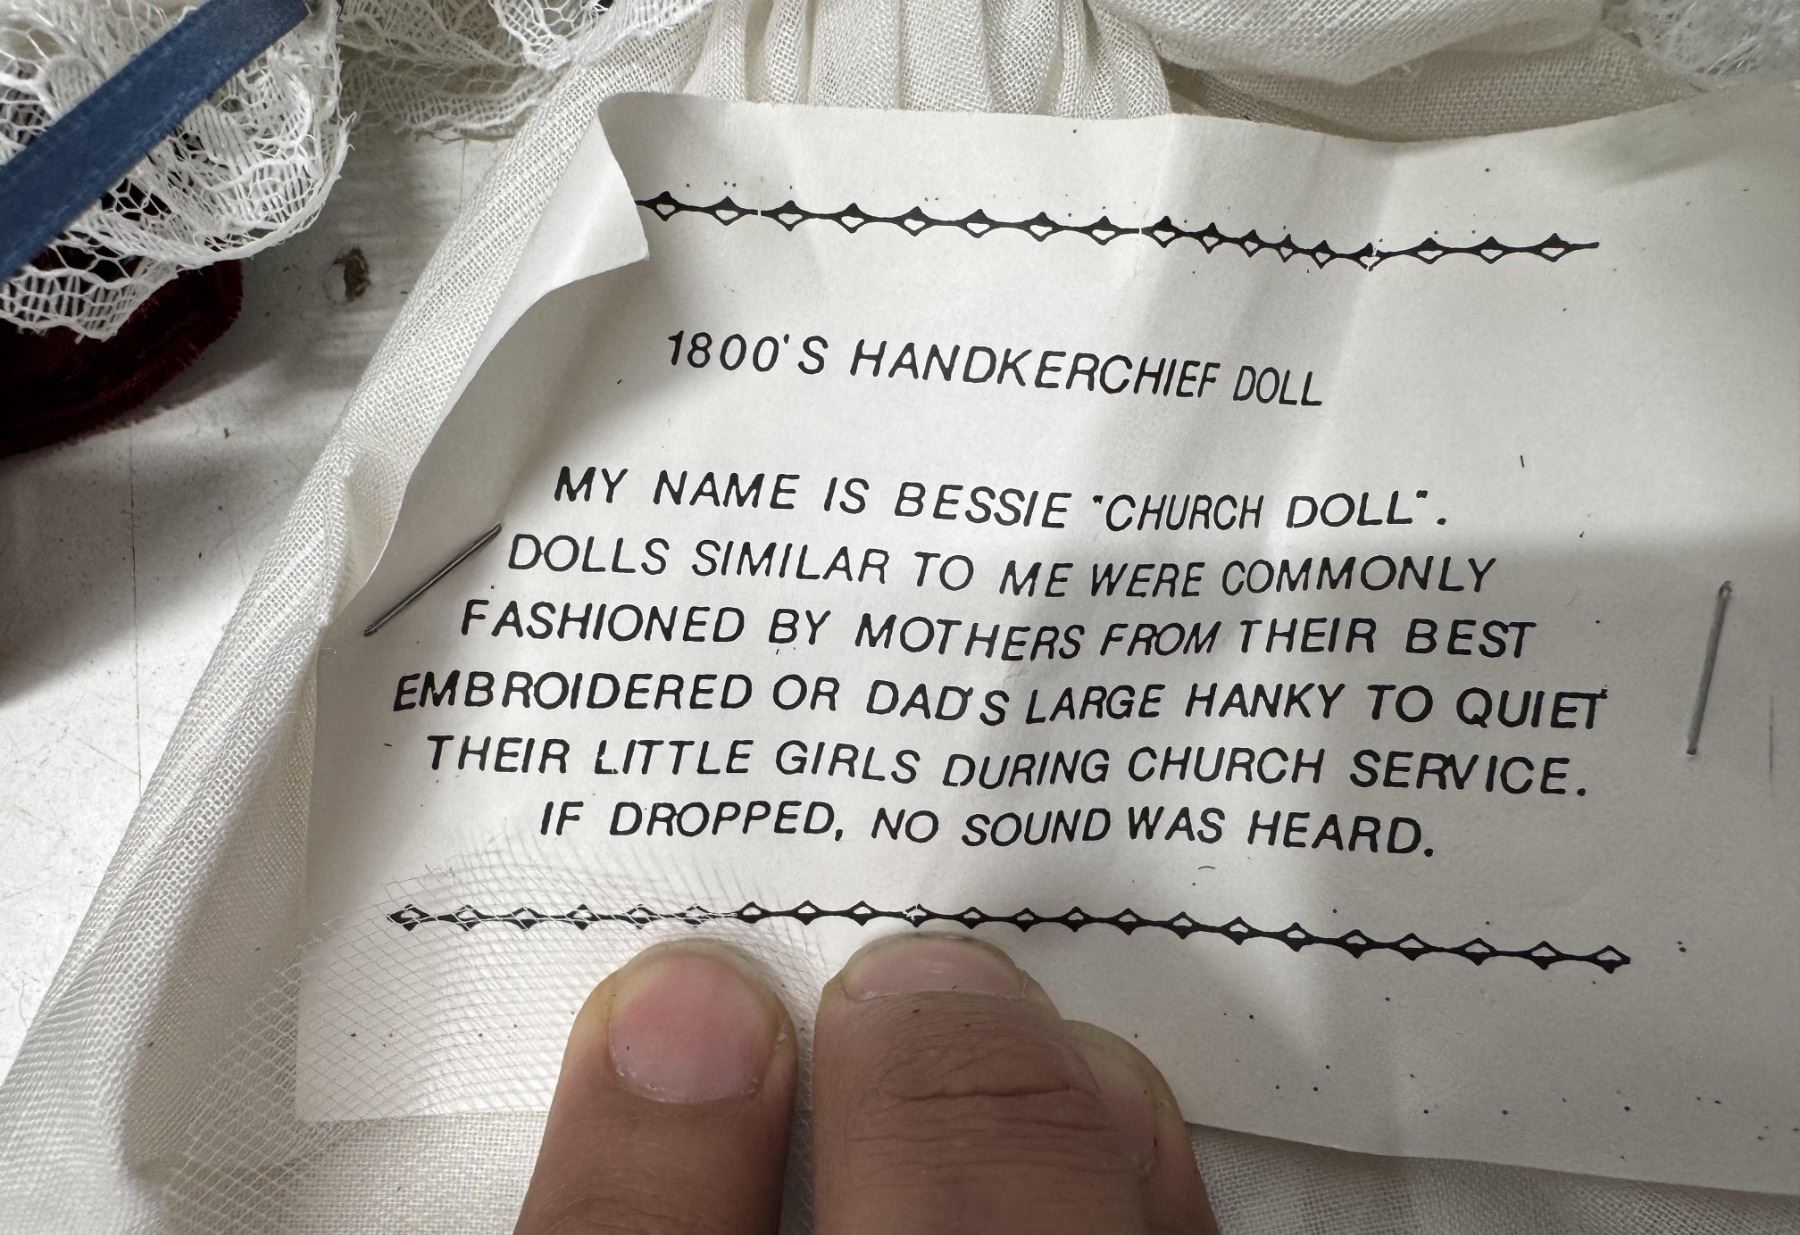 1800'S HANDKERCHIEF DOLL
MY NAME IS BESSIE "CHURCH DOLL".
DOLLS SIMILAR TO ME WERE COMMONLY
FASHIONED BY MOTHERS FROM THEIR BEST
EMBROIDERED OR DAD'S LARGE HANKY TO QUIET
THEIR LITTLE GIRLS DURING CHURCH SERVICE.
IF DROPPED, NO SOUND WAS HEARD.